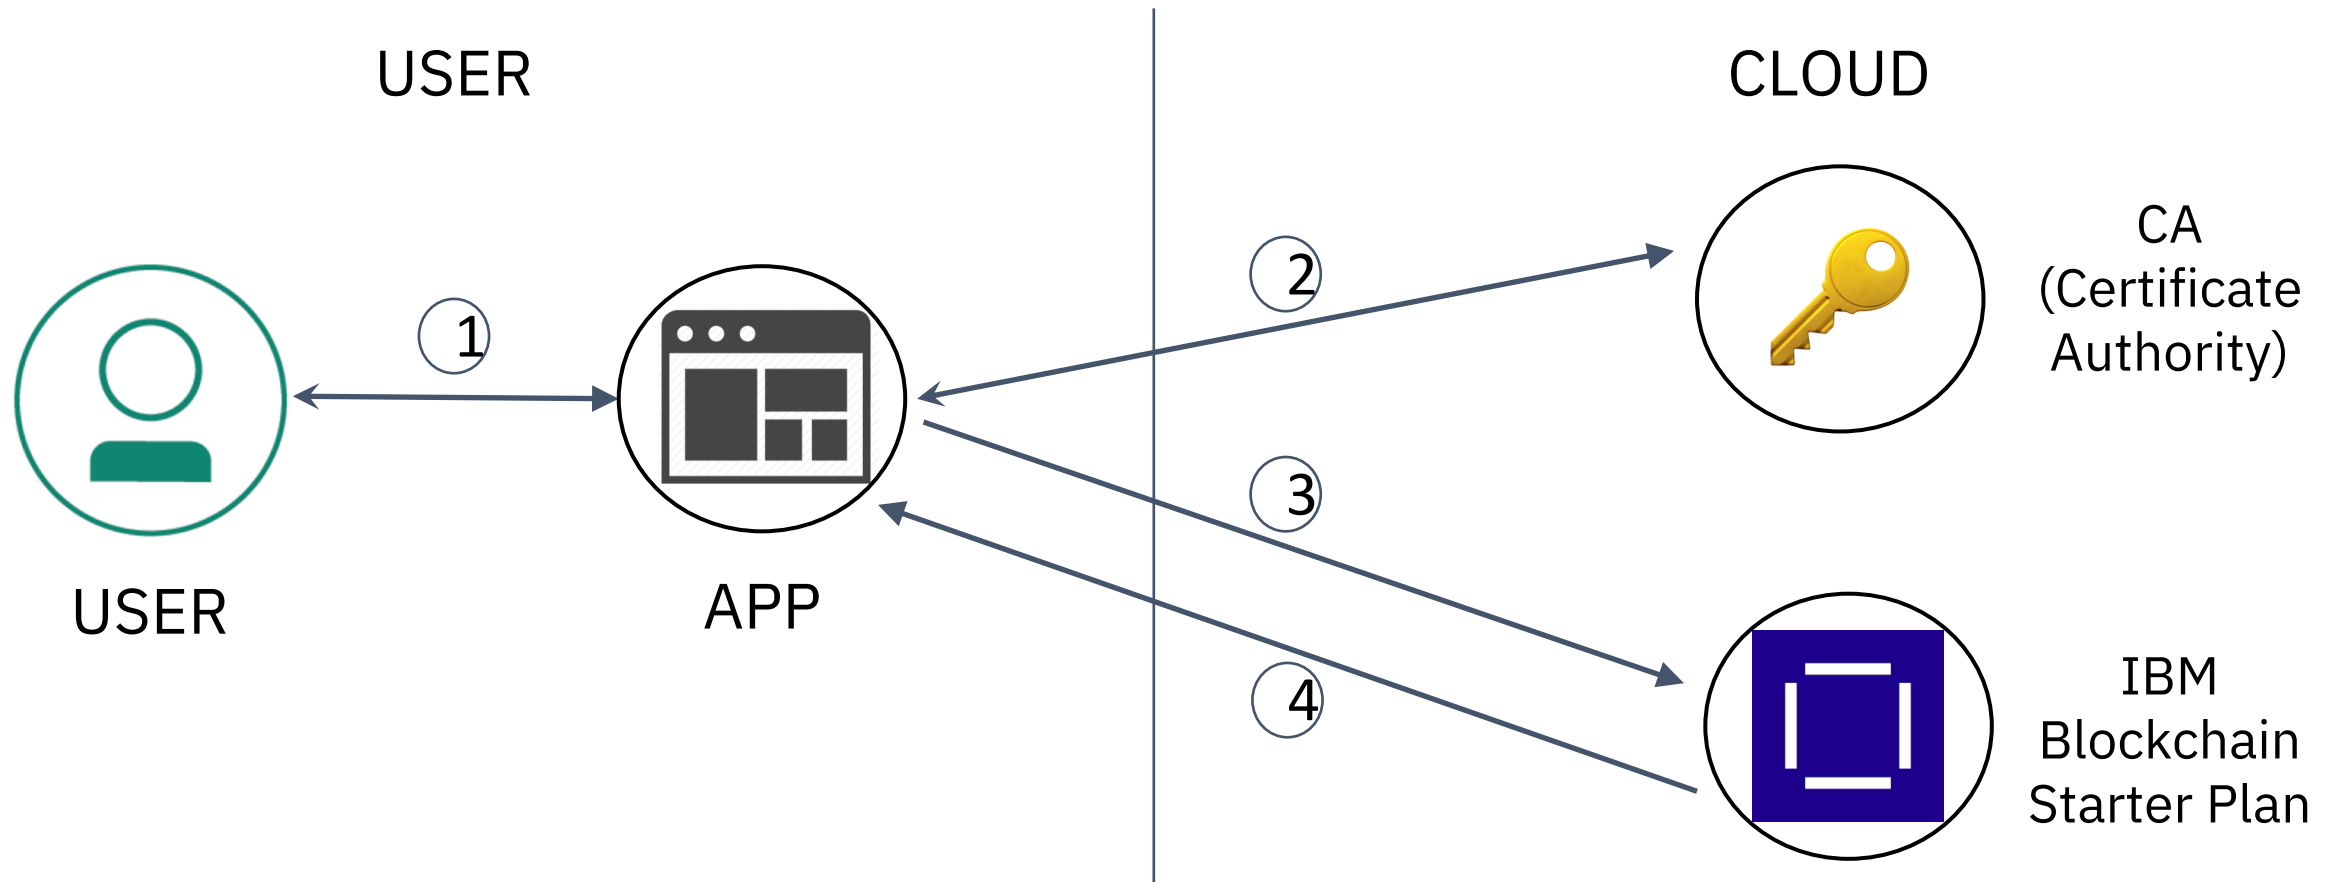 USER
CLOUD
1
2
3
4
USER
APP
CA
(Certificate
Authority)
IBM
Blockchain
Starter Plan